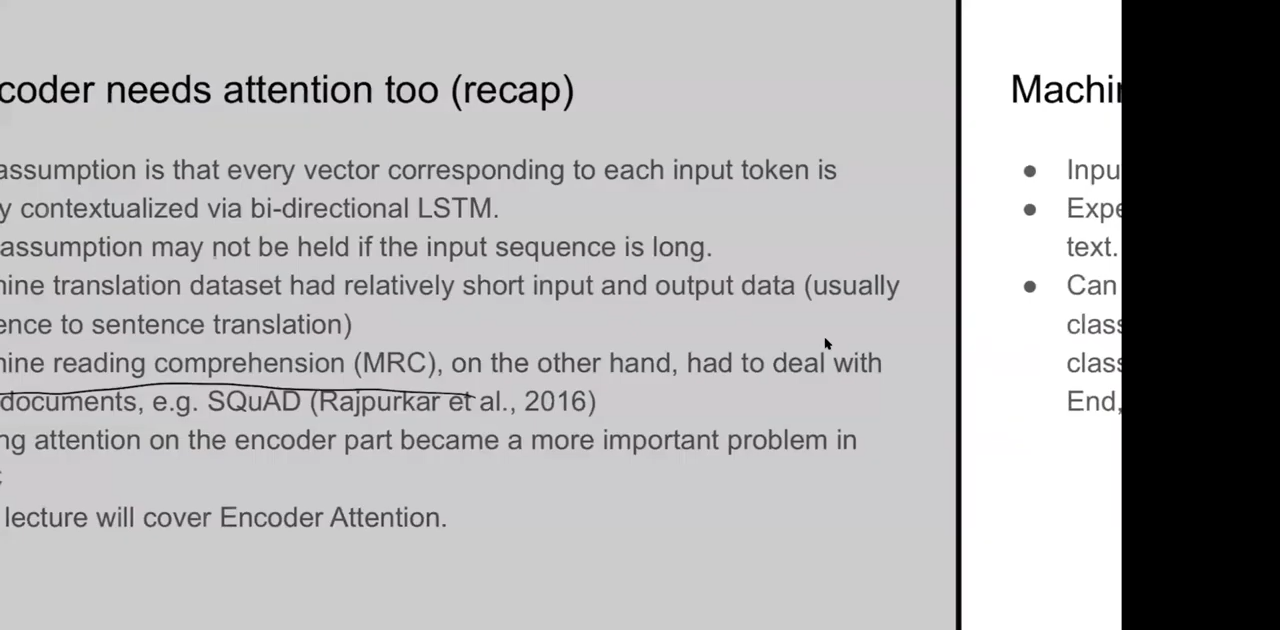 coder needs attention too (recap)
assumption is that every vector corresponding to each input token is
y contextualized via bi-directional LSTM.
assumption may not be held if the input sequence is long.
hine translation dataset had relatively short input and output data (usually
ence to sentence translation)
hine reading comprehension (MRC), on the other hand, had to deal with
documents, e.g. SQuAD (Rajpurkar et al., 2016)
ng attention on the encoder part became a more important problem in
lecture will cover Encoder Attention.
Machin
● Inpu
● Expe
text.
● Can
class
class
End,